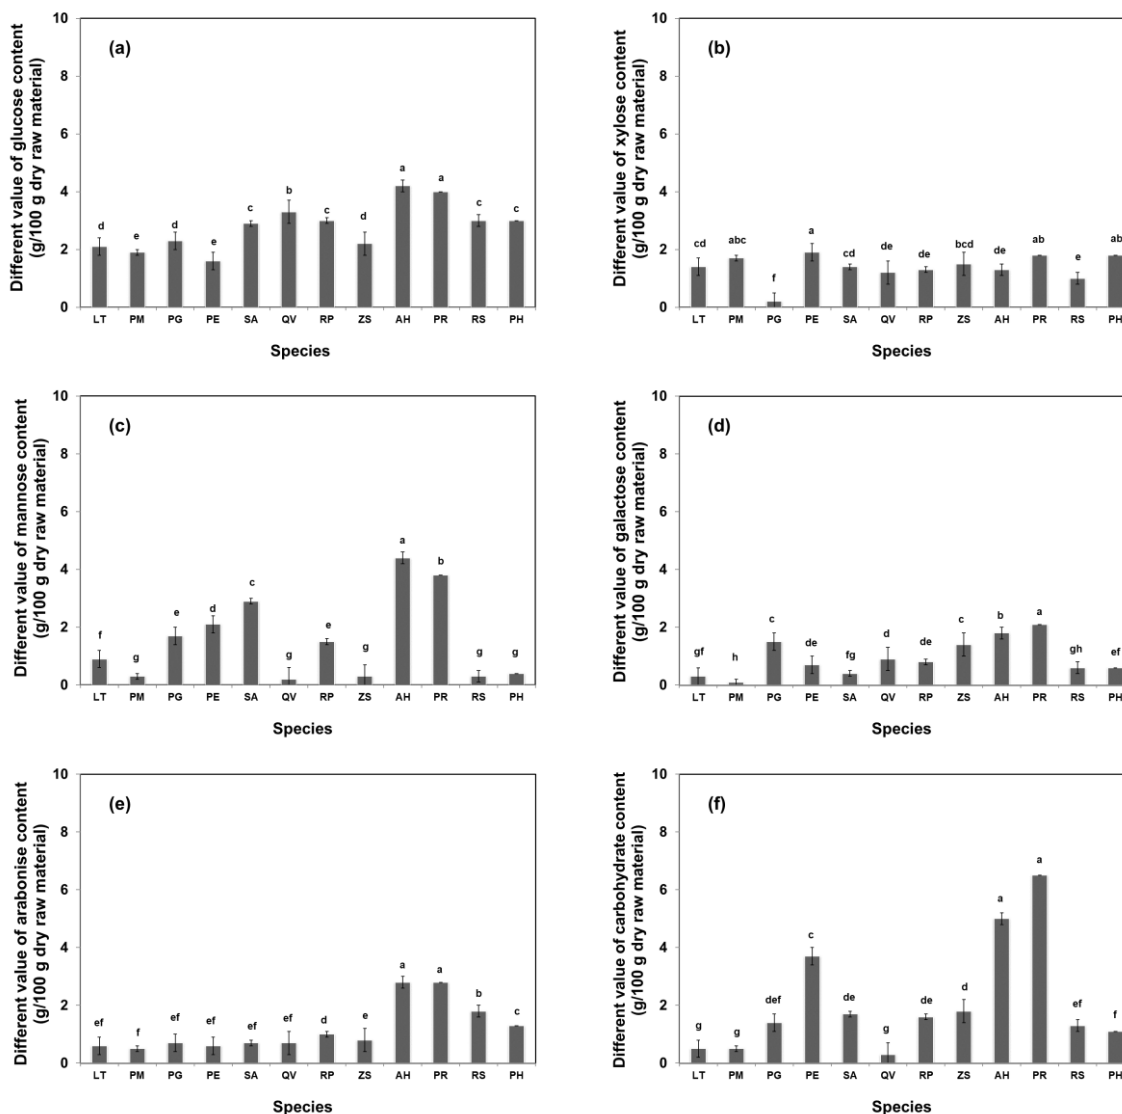 Different value of glucose content
(g/100 g dry raw material)
(a)
10
8
6
4
2
0
d
e
d
e
c
b
c
d
a
a
c
c
LT PM PG PE SA QV RP ZS AH PR RS PH
Species
Different value of xylose content
(g/100 g dry raw material)
(b)
10
8
6
4
2
0
cd
abc
f
a
cd
de
de
bcd
de
ab
e
ab
LT PM PG PE SA QV RP ZS AH PR RS PH
Species
Different value of mannose content
(g/100 g dry raw material)
(c)
10
8
6
4
2
0
f
g
e
d
c
g
e
g
a
b
g
g
LT PM PG PE SA QV RP ZS AH PR RS PH
Species
Different value of galactose content
(g/100 g dry raw material)
(d)
10
8
6
4
2
0
gf
h
c
de
fg
d
de
c
b
a
gh
ef
LT PM PG PE SA QV RP ZS AH PR RS PH
Species
Different value of arabonise content
(g/100 g dry raw material)
(e)
10
8
6
4
2
0
ef
f
ef
ef
ef
ef
d
e
a
a
b
c
LT PM PG PE SA QV RP ZS AH PR RS PH
Species
Different value of carbohydrate content
(g/100 g dry raw material)
(f)
10
8
6
4
2
0
g
g
def
c
de
g
de
d
a
a
ef
f
LT PM PG PE SA QV RP ZS AH PR RS PH
Species